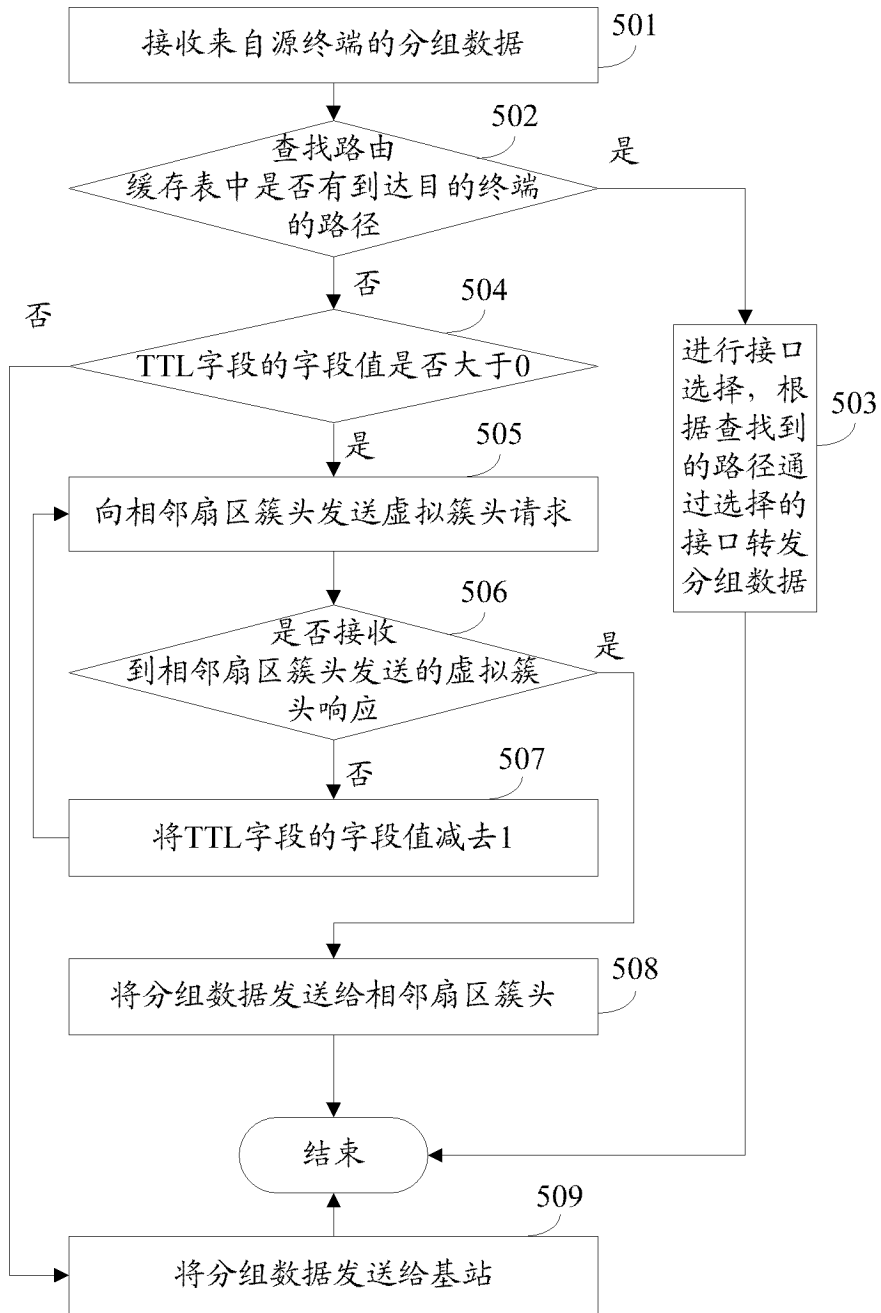 接收来自源终端的分组数据
501
502
查找路由
缓存表中是否有到达目的终端
的路径
是
否
504
否
TTL字段的字段值是否大于0
进行接口
选择，根
据查找到
的路径通
过选择的
接口转发
分组数据
503
是
505
向相邻扇区簇头发送虚拟簇头请求
506
是否接收
到相邻扇区簇头发送的虚拟簇
头响应
是
否
507
将TTL字段的字段值减去1
将分组数据发送给相邻扇区簇头
508
结束
509
将分组数据发送给基站